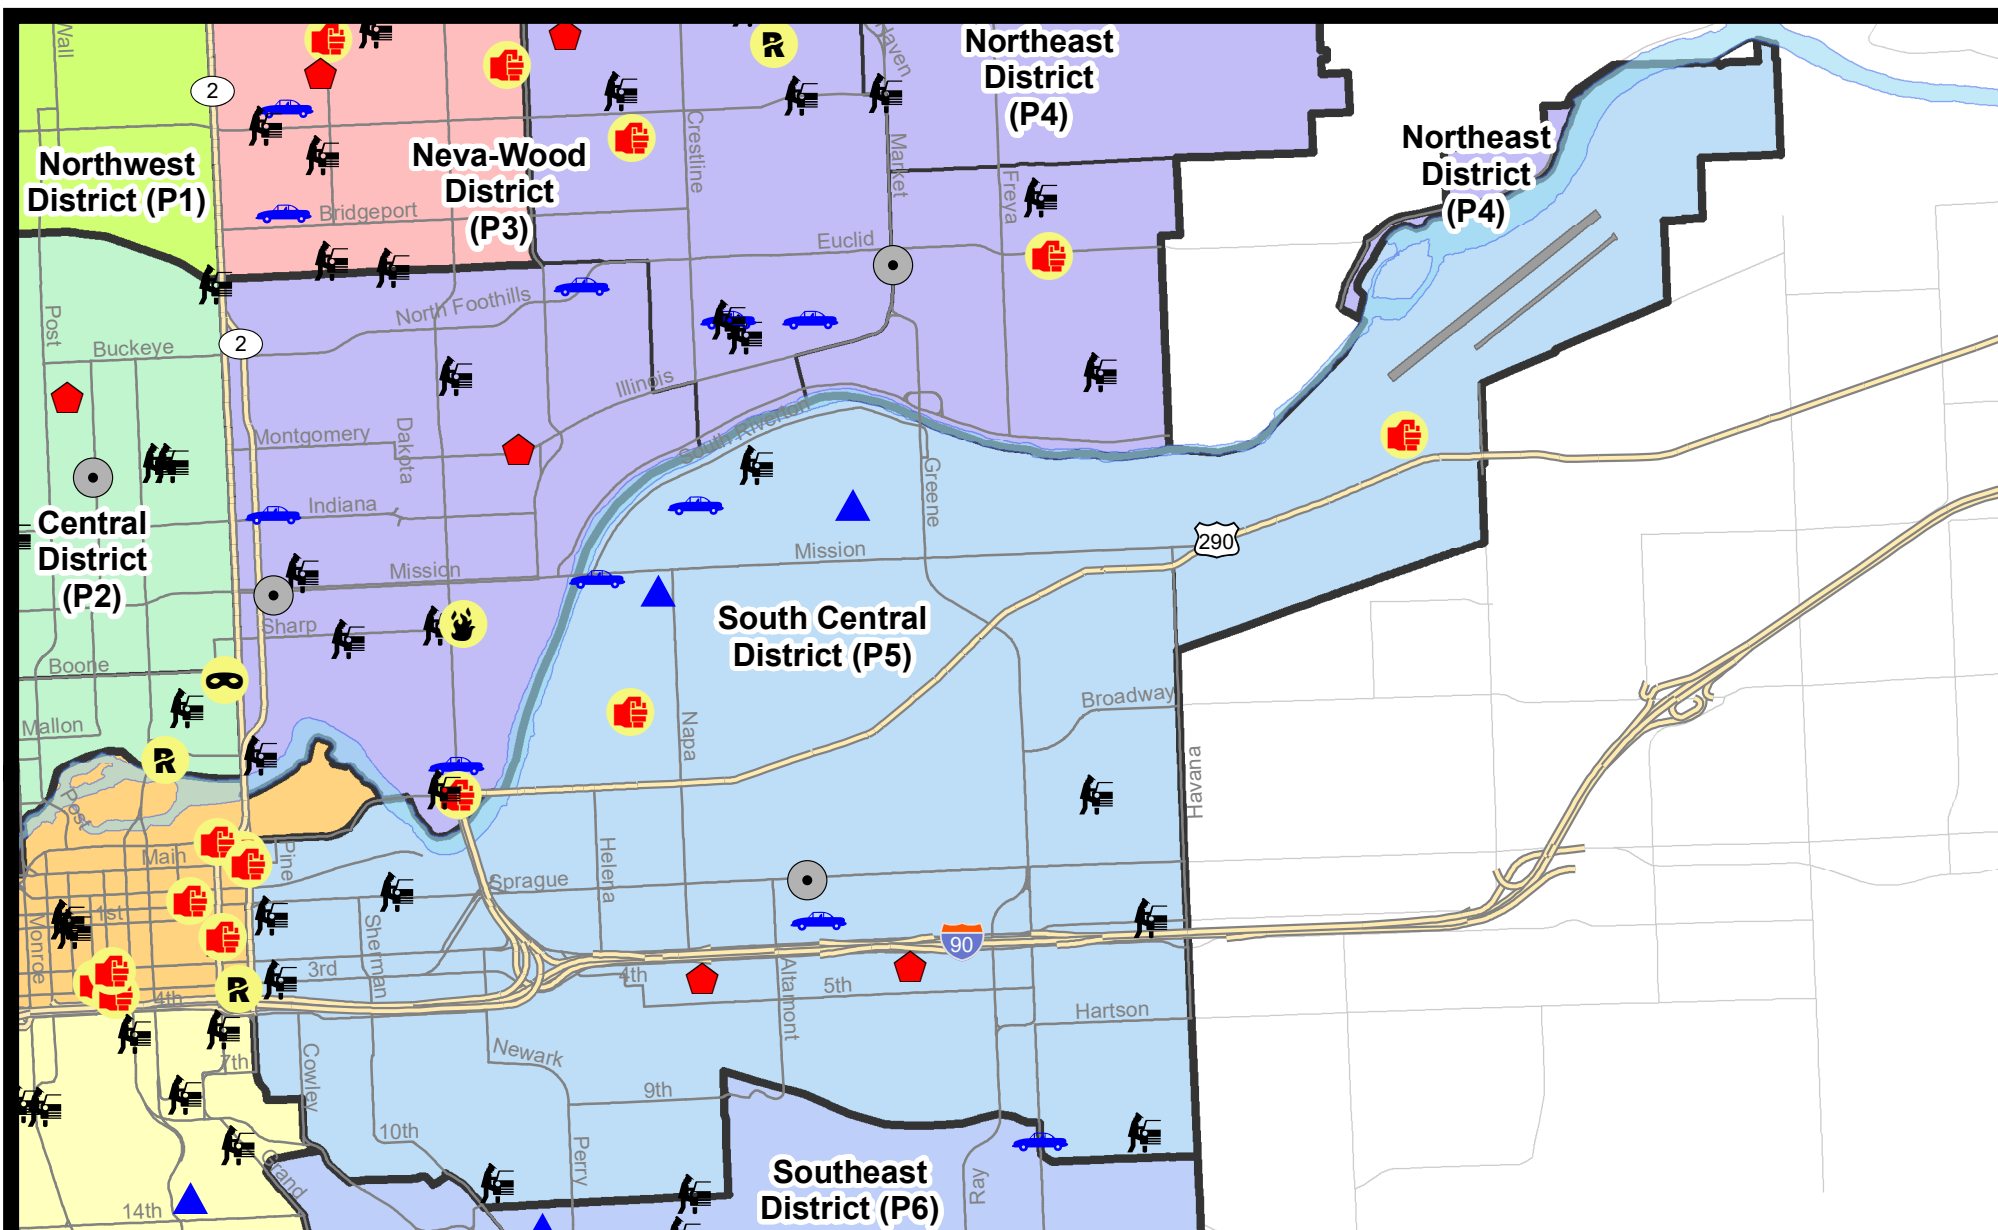 Wall
Haven
Northeast
District
(P4)
2
Crestline
Market
Freya
Northeast
District
(P4)
Northwest
District (P1)
Neva-Wood
District
(P3)
Bridgeport
Euclid
Post
North Foothills
2
Buckeye
Illinois
South Riverton
Montgomery
Dakota
Greene
Indiana
Central
District
(P2)
Mission
Mission
290
Sharp
South Central
District (P5)
Boone
Mallon
Napa
Broadway
Havana
R
R
R
Post
Main
Pine
Helena
Sprague
1st
Monroe
Sherman
90
3rd
4th
4th
5th
Altamont
Hartson
7th
Cowley
Newark
9th
10th
Perry
Grand
14th
Ray
Southeast
District (P6)